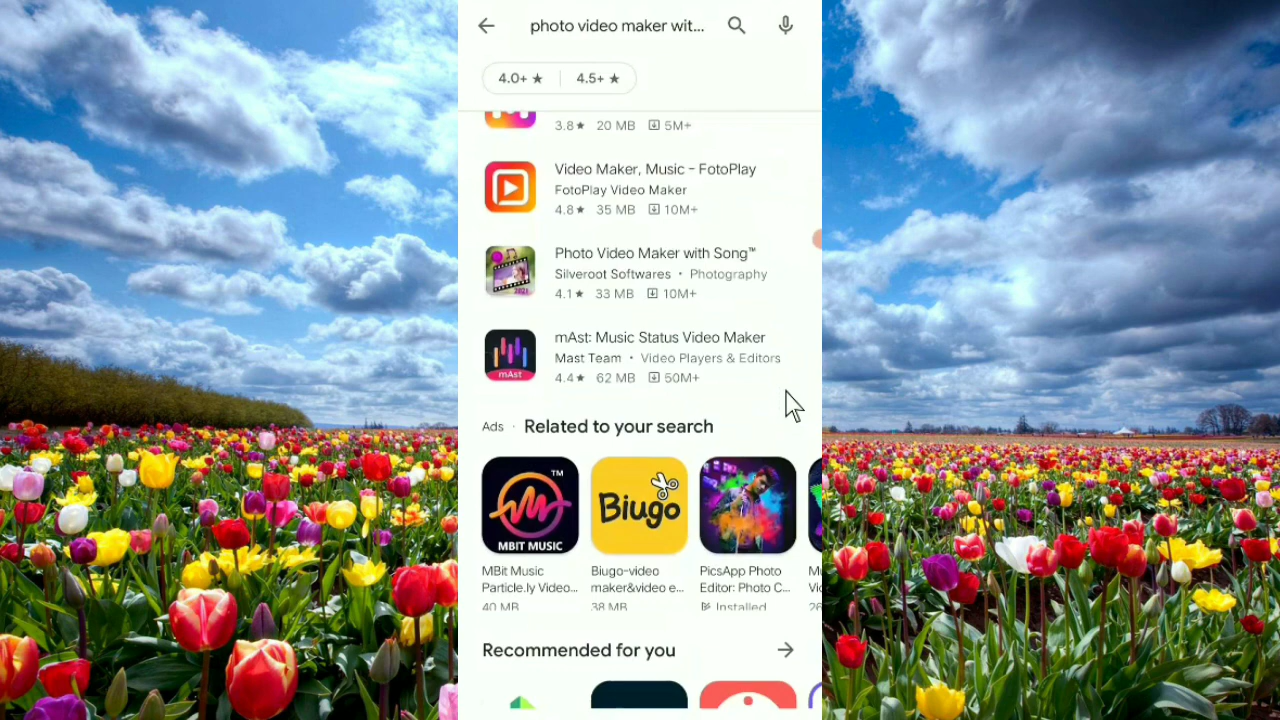 photo video maker wit...
4.0+ ★ 4.5+ ★
3.8★ 20 MB 5M+
Video Maker, Music - FotoPlay
FotoPlay Video Maker
4.8★ 35 MB 10M+
Photo Video Maker with Song™
Silveroot Softwares • Photography
4.1★ 33 MB 10M+
2021
mAst: Music Status Video Maker
Mast Team • Video Players & Editors
4.4★ 62 MB 50M+
mAst
Ads · Related to your search
TM
MBIT MUSIC
Biugo
MBit Music
Particle.ly Video...
40 MB
Biugo-video
maker&video e...
38 MB
PicsApp Photo
Editor: Photo C...
Installed
Mu
Vi
26
Recommended for you